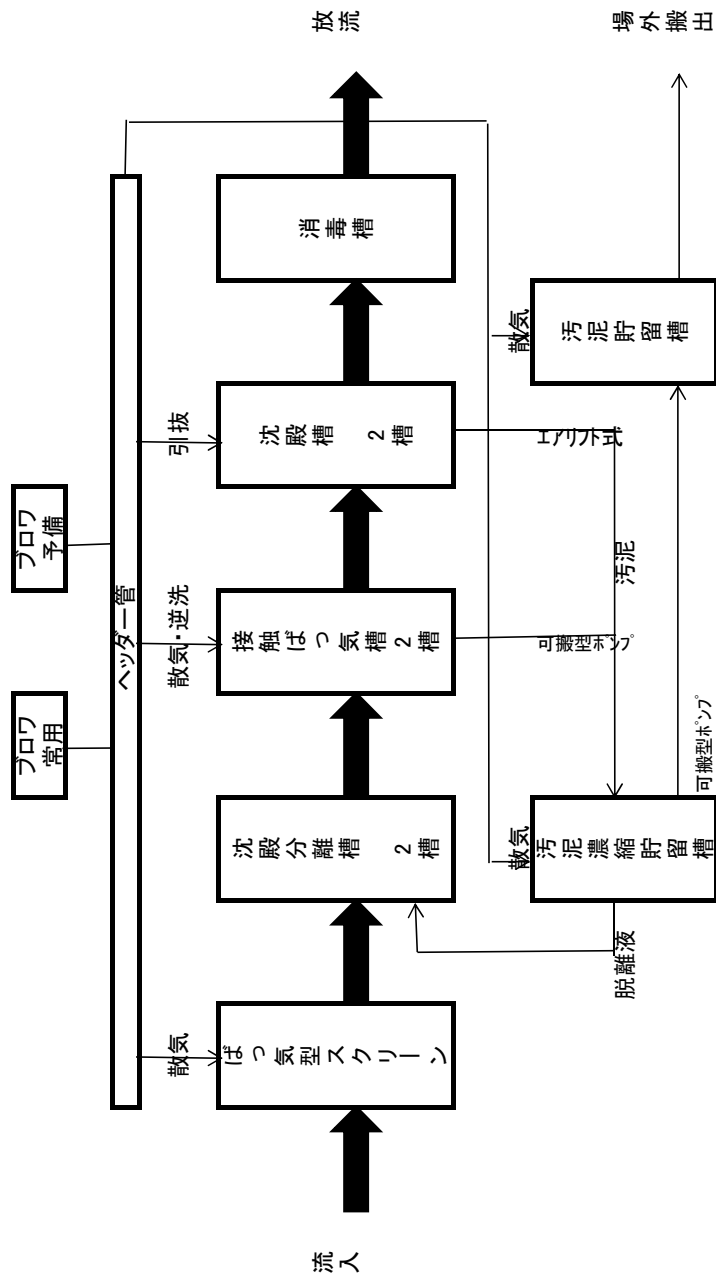 放流
場外搬出
消毒槽
散気
汚泥貯留槽
引抜
沈殿槽　２槽
エアリフト式
ブロワ
予備
汚泥
ヘッダー管
散気・逆洗
接触ばっ気槽２槽
可搬型ポンプ
ブロワ
常用
可搬型ポンプ
沈殿分離槽　２槽
散気
汚泥濃縮貯留槽
脱離液
散気
ばっ気型スクリーン
流入